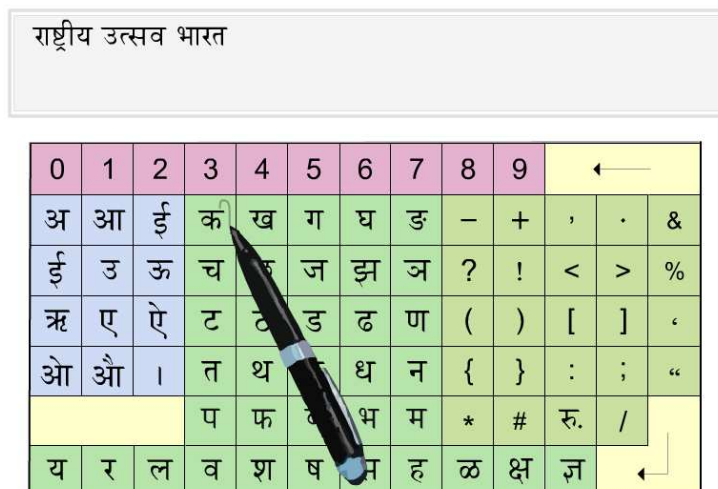 राष्ट्रीय उत्सव भारत
0 1 2 3 4 5 6 7 8 9
अ आ ई क ख ग घ ङ – + , . &
ई उ ऊ च ज झ ञ ? ! < > %
ऋ ए ऐ ट ठ ड ढ ण ( ) [ ] ‘
ओ औ । त थ ध न { } : ; “
प फ भ म * # रु. /
य र ल व श ष ह ळ क्ष ज्ञ